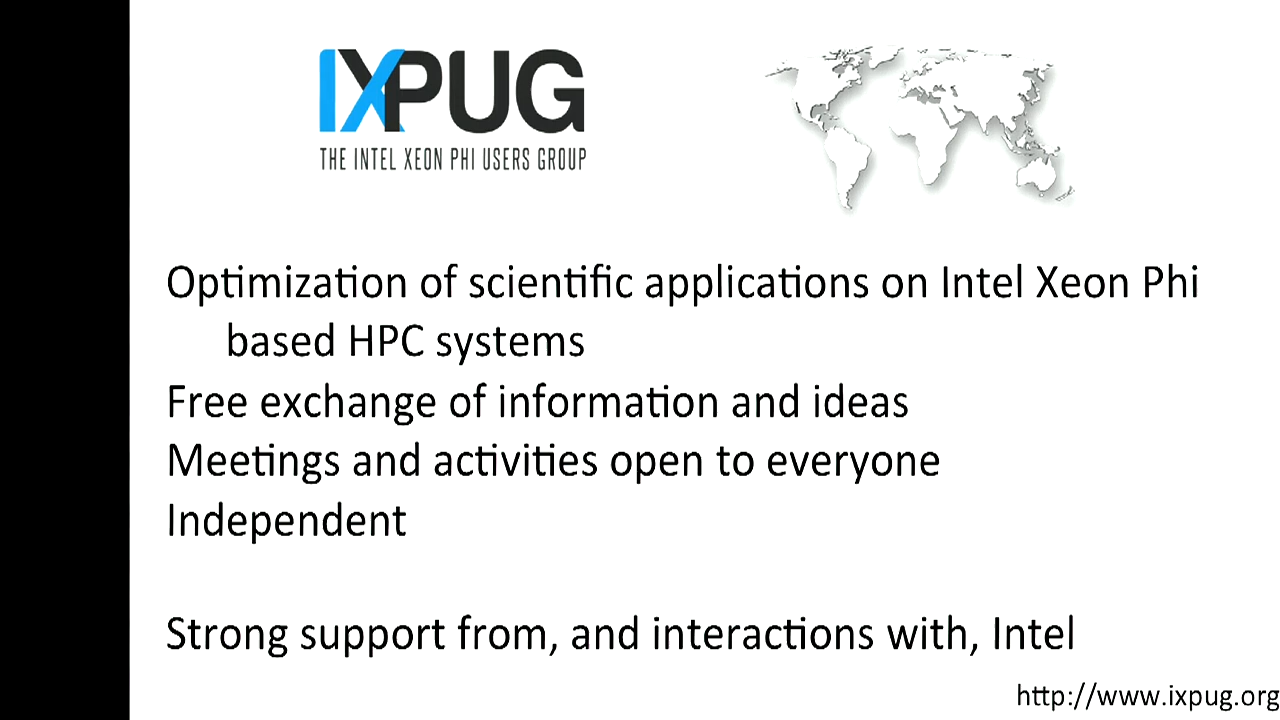 IXPUG
THE INTEL XEON PHI USERS GROUP
Optimization of scientific applications on Intel Xeon Phi
based HPC systems
Free exchange of information and ideas
Meetings and activities open to everyone
Independent
Strong support from, and interactions with, Intel
http://www.ixpug.org